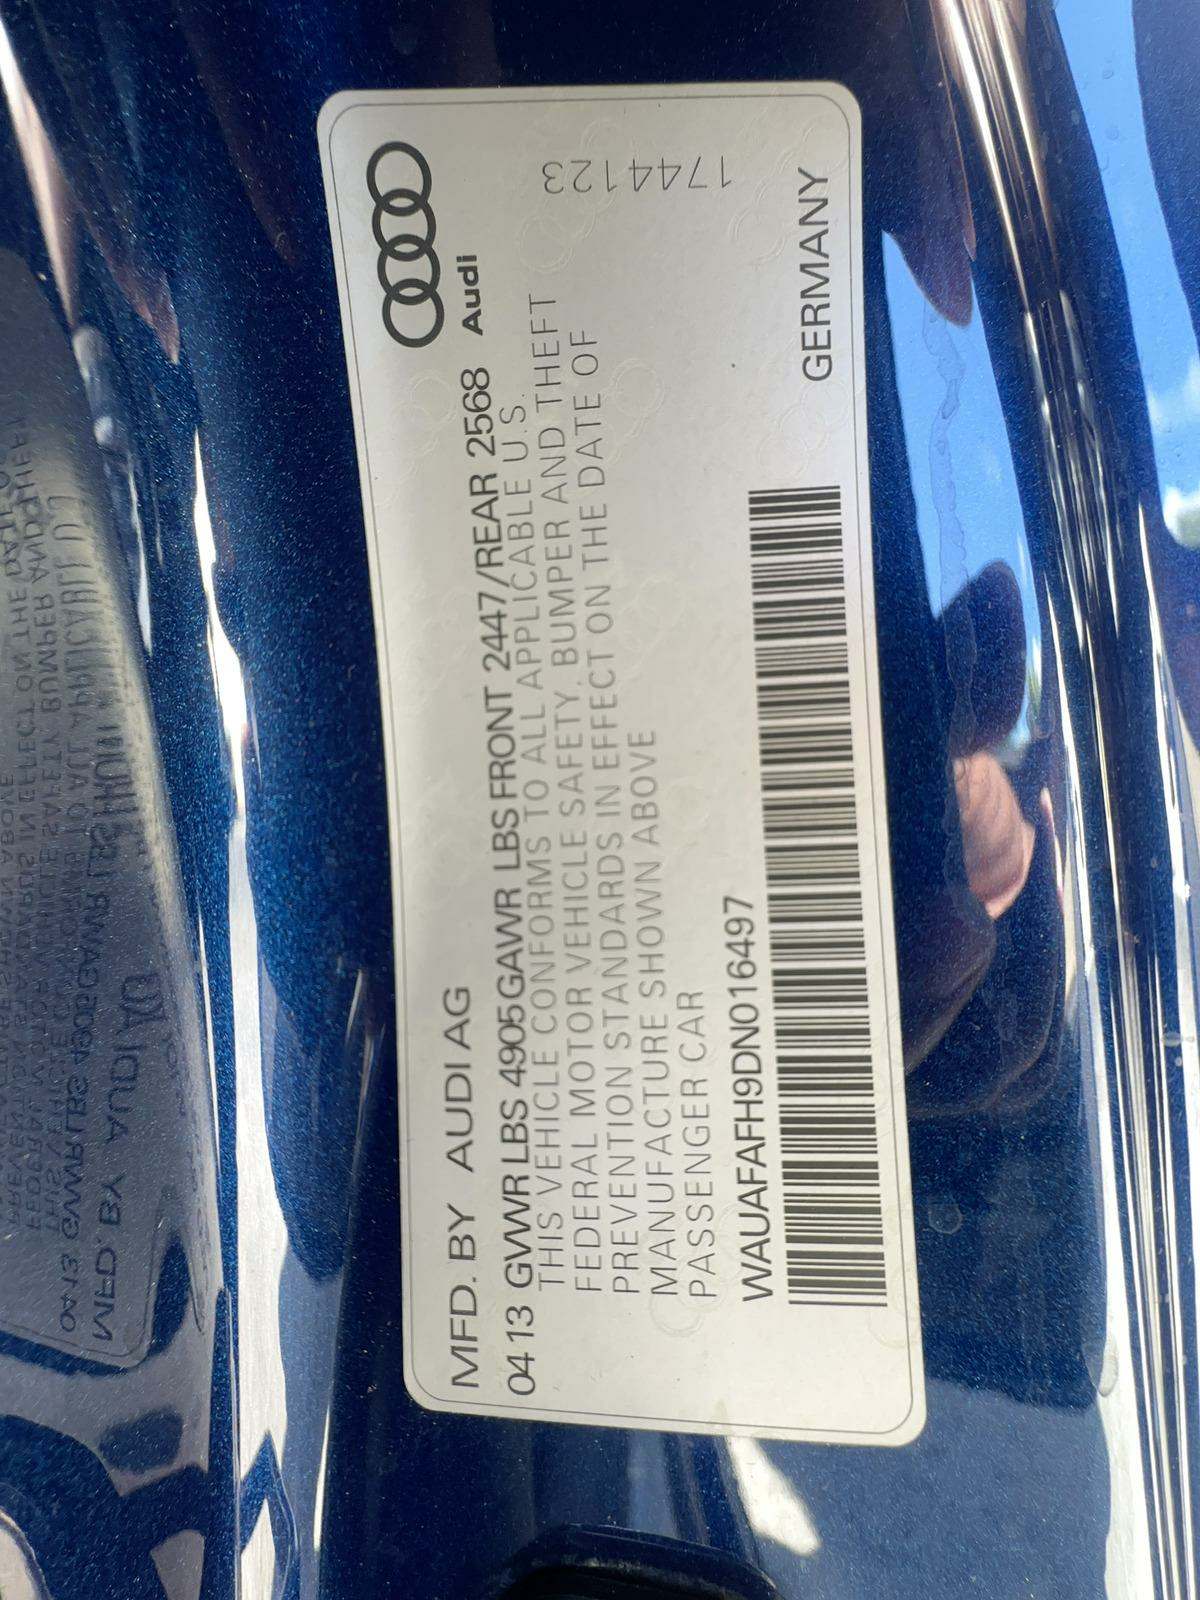 MFD. BY AUDI AG
Audi
04 13 GVWR LBS 4905 GAWR LBS FRONT 2447/REAR 2568
THIS VEHICLE CONFORMS TO ALL APPLICABLE U.S.
FEDERAL MOTOR VEHICLE SAFETY, BUMPER AND THEFT
PREVENTION STANDARDS IN EFFECT ON THE DATE OF
MANUFACTURE SHOWN ABOVE
PASSENGER CAR
1744123
WAUAFAFH9DN016497
GERMANY